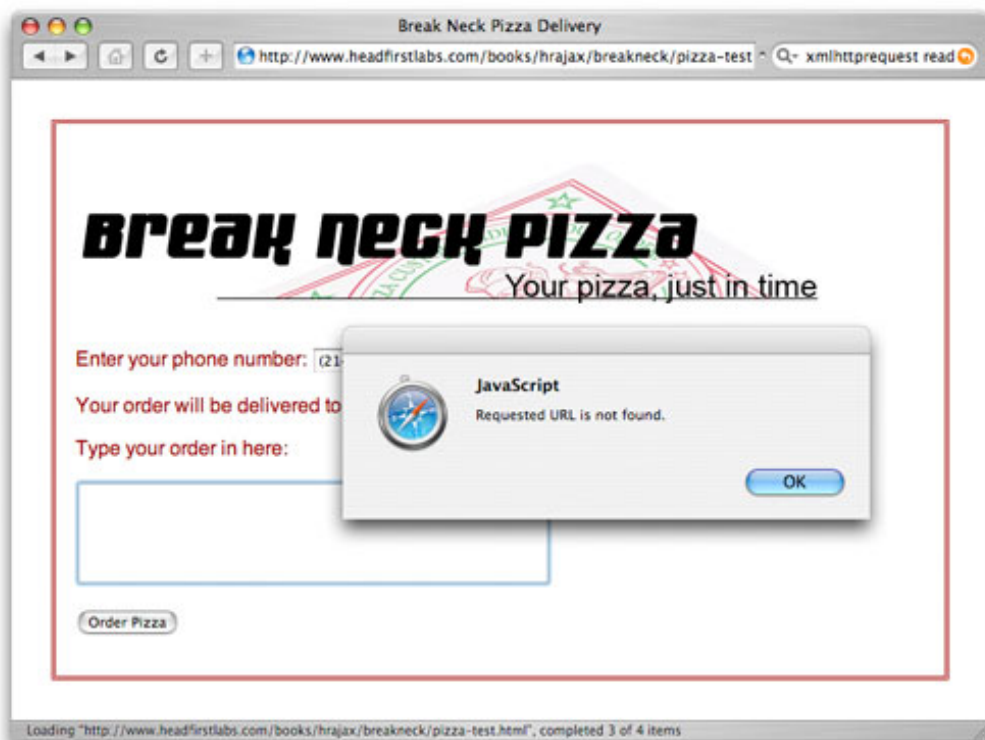 Break Neck Pizza Delivery
http://www.headfirstlabs.com/books/hrajax/breakneck/pizza-test
xmlhttprequest read
BREAK NECK PIZZA
Your pizza, just in time
Enter your phone number: (21
Your order will be delivered to
Type your order in here:
JavaScript
Requested URL is not found.
OK
Order Pizza
Loading "http://www.headfirstlabs.com/books/hrajax/breakneck/pizza-test.html", completed 3 of 4 items